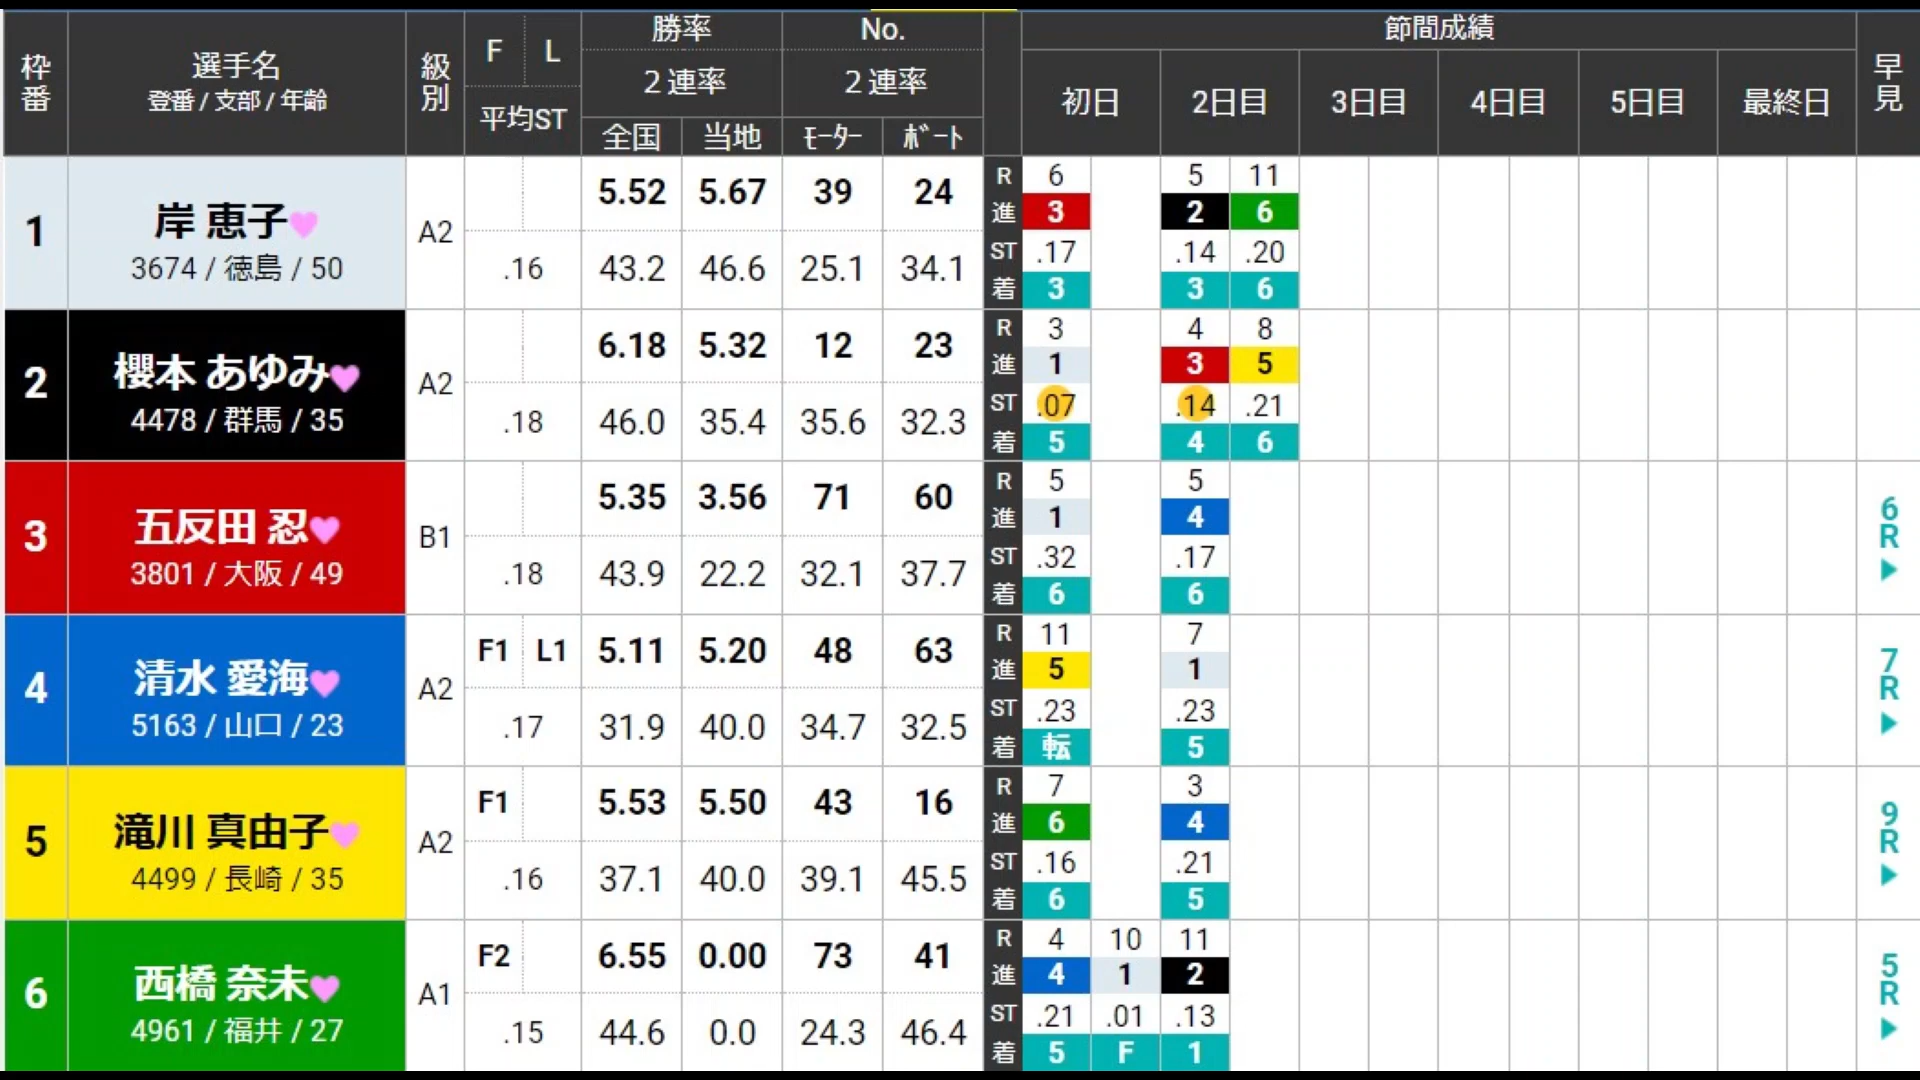 枠番 選手名 登番 / 支部 / 年齢 級別 F L 平均ST 勝率 2連率 全国 当地 No. 2連率 ﾓｰﾀｰ ﾎﾞｰﾄ 節間成績 初日 2日目 3日目 4日目 5日目 最終日 早見
1 岸 恵子 A2 5.52 5.67 39 24 R 6 5 11
進 3 2 6
3674 / 徳島 / 50 .16 43.2 46.6 25.1 34.1 ST .17 .14 .20
着 3 3 6
2 櫻本 あゆみ A2 6.18 5.32 12 23 R 3 4 8
進 1 3 5
4478 / 群馬 / 35 .18 46.0 35.4 35.6 32.3 ST .07 .14 .21
着 5 4 6
3 五反田 忍 B1 5.35 3.56 71 60 R 5 5 6R▶
進 1 4
3801 / 大阪 / 49 .18 43.9 22.2 32.1 37.7 ST .32 .17
着 6 6
4 清水 愛海 A2 F1 L1 5.11 5.20 48 63 R 11 7 7R▶
進 5 1
5163 / 山口 / 23 .17 31.9 40.0 34.7 32.5 ST .23 .23
着 転 5
5 滝川 真由子 A2 F1 5.53 5.50 43 16 R 7 3 9R▶
進 6 4
4499 / 長崎 / 35 .16 37.1 40.0 39.1 45.5 ST .16 .21
着 6 5
6 西橋 奈未 A1 F2 6.55 0.00 73 41 R 4 10 11 5R▶
進 4 1 2
4961 / 福井 / 27 .15 44.6 0.0 24.3 46.4 ST .21 .01 .13
着 5 F 1